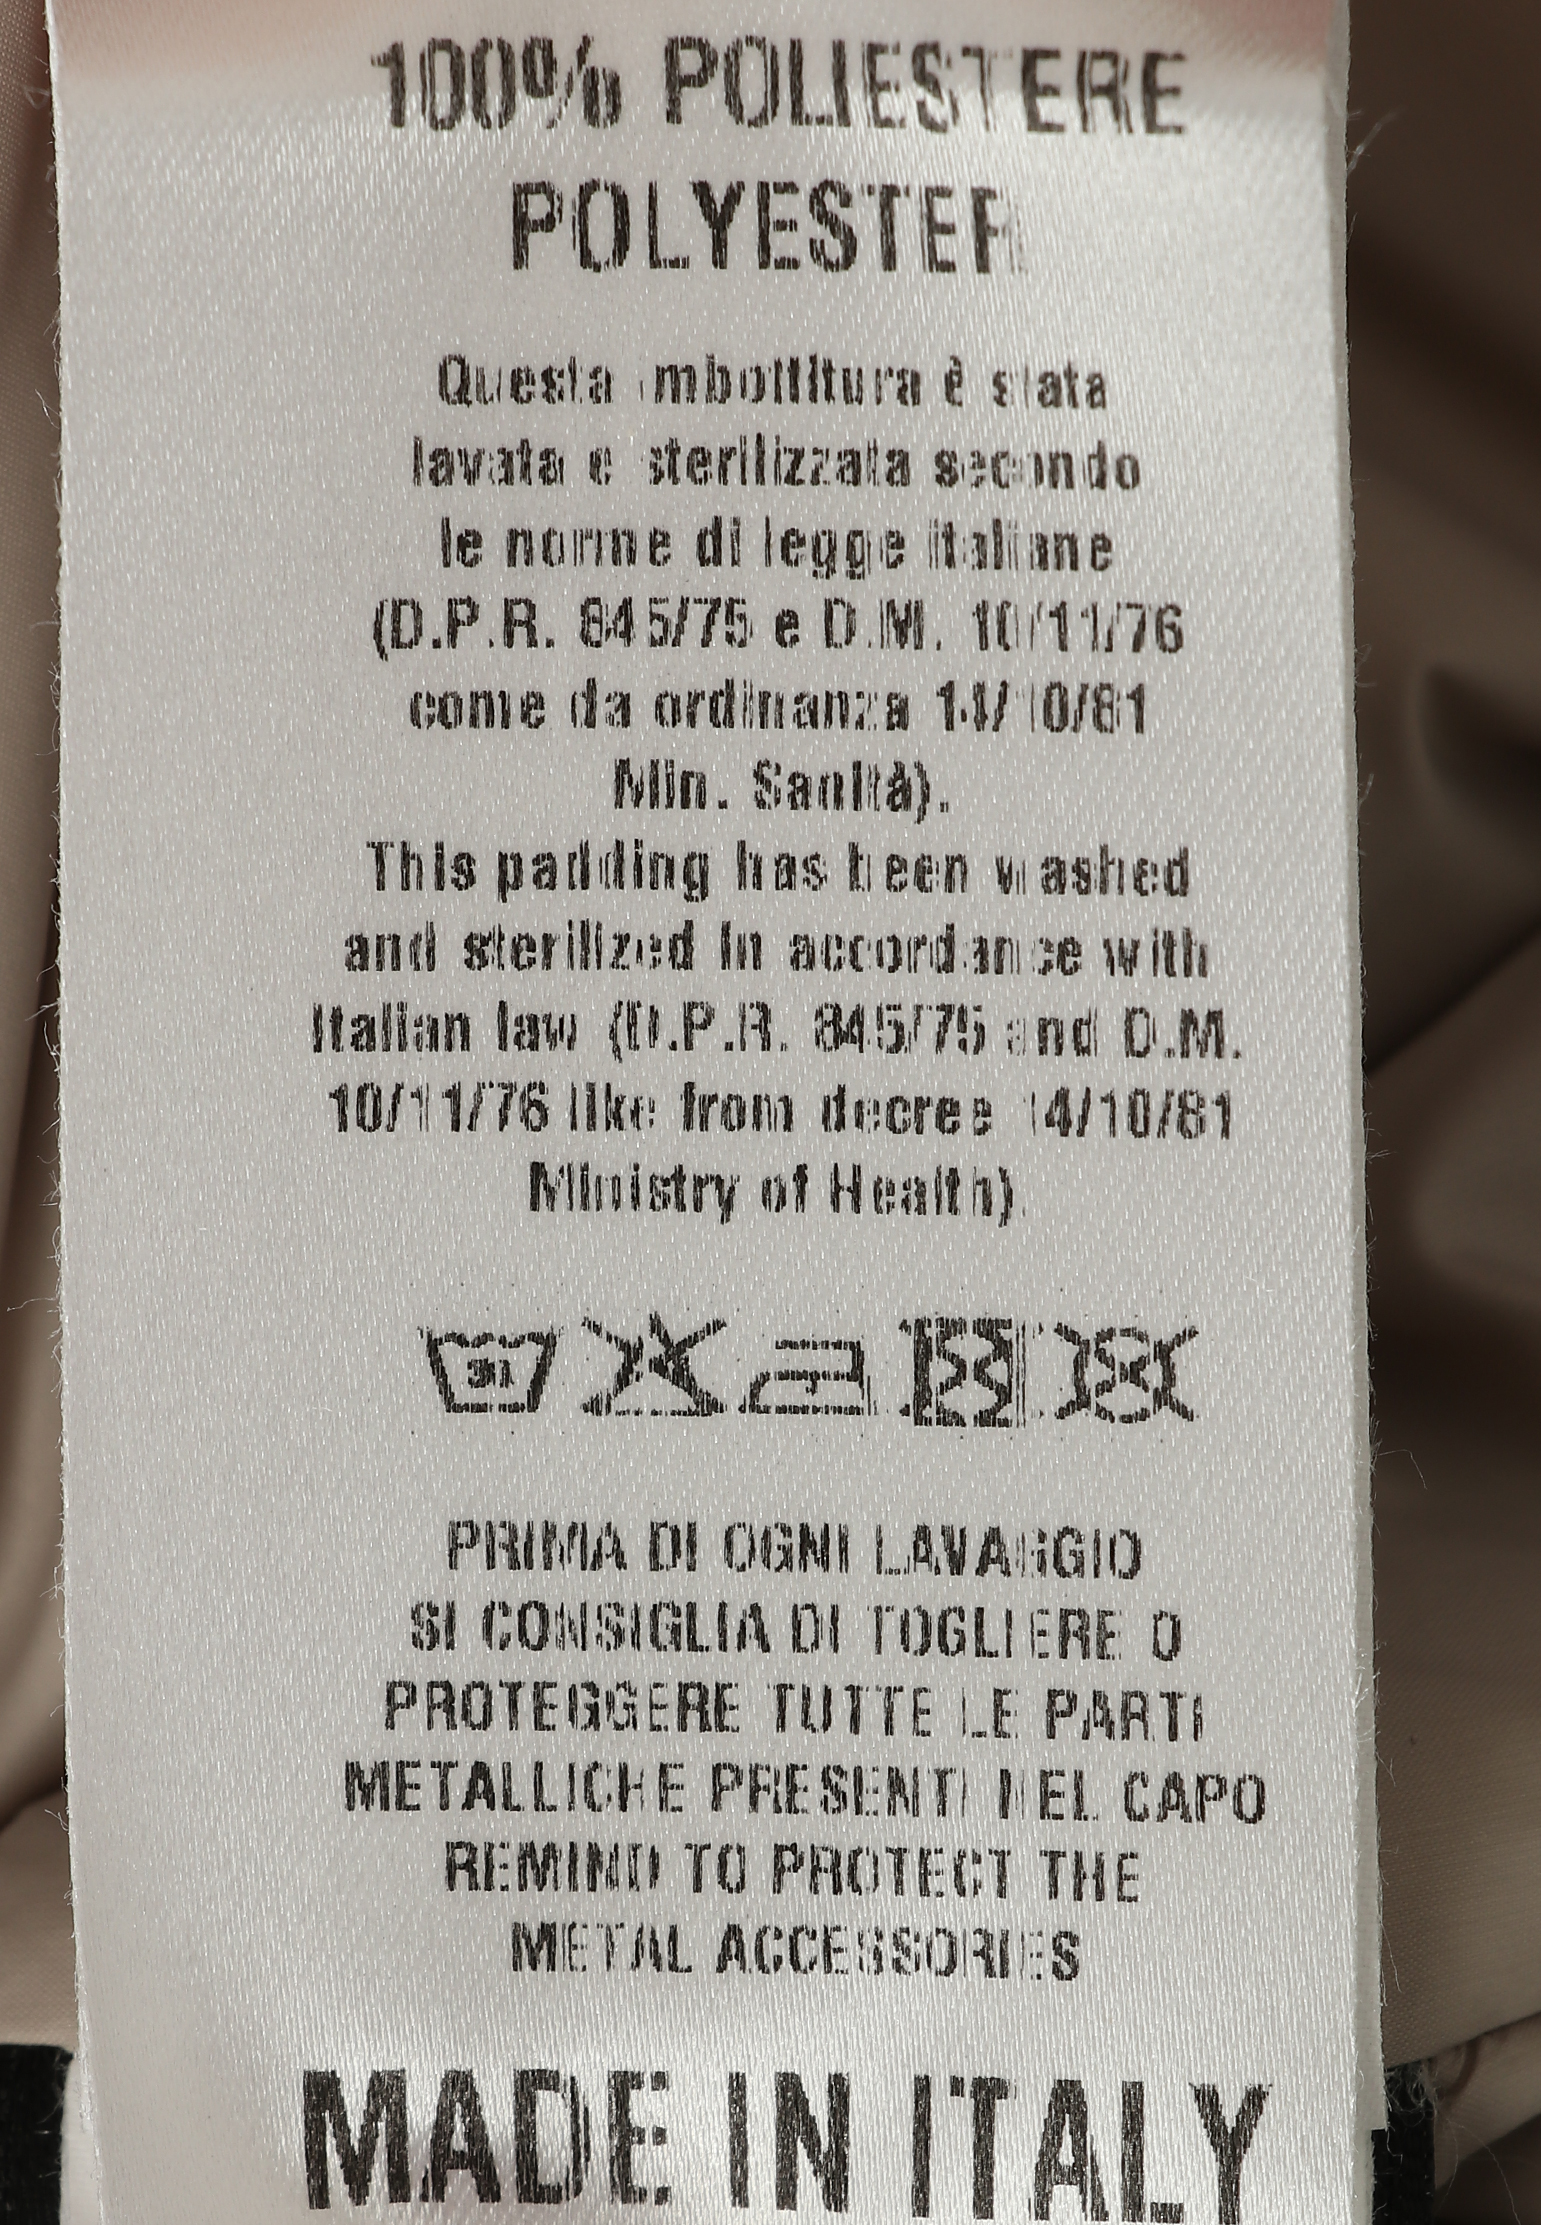 100% POLIESTERE
POLYESTER
Questa imbottitura è stata
lavata e sterilizzata secondo
le norme di legge italiane
(D.P.R. 845/75 e D.M. 10/11/76
come da ordinanza 14/10/81
Min. Sanità).
This padding has been washed
and sterilized in accordance with
Italian law (D.P.R. 845/75 and D.M.
10/11/76 like from decree 14/10/81
Ministry of Health)
30
PRIMA DI OGNI LAVAGGIO
SI CONSIGLIA DI TOGLIERE O
PROTEGGERE TUTTE LE PARTI
METALLICHE PRESENTI NEL CAPO
REMIND TO PROTECT THE
METAL ACCESSORIES
MADE IN ITALY